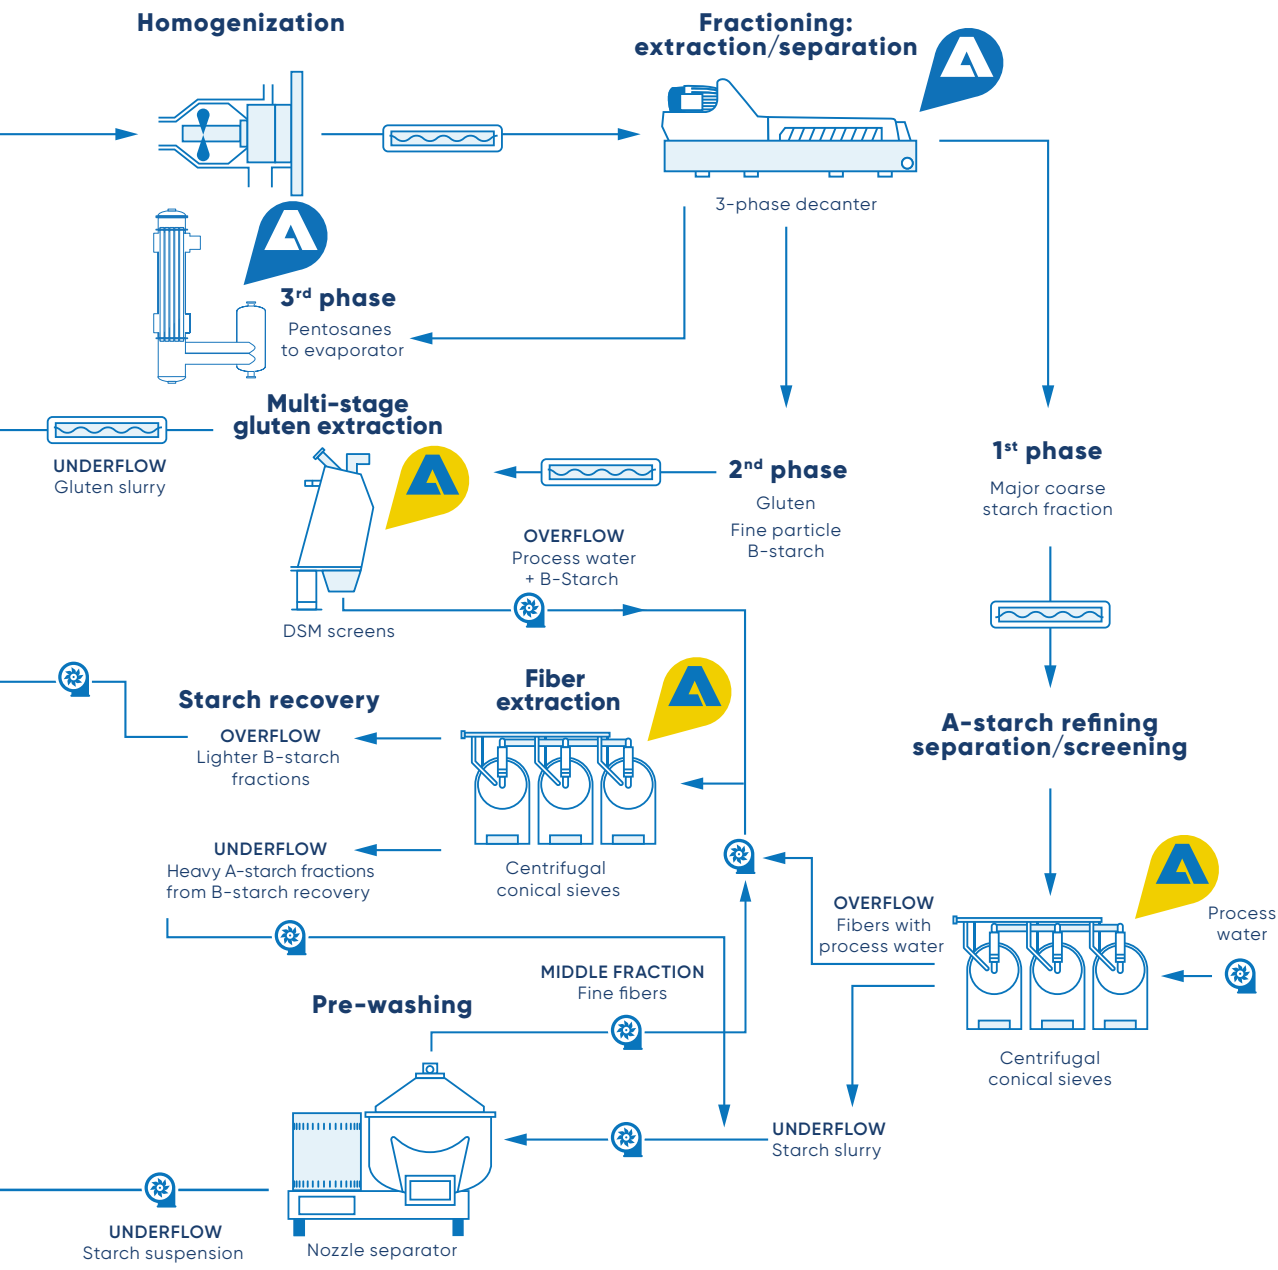 Homogenization
Fractioning:
extraction/separation
3-phase decanter
3rd phase
Pentosanes
to evaporator
Multi-stage
gluten extraction
UNDERFLOW
Gluten slurry
DSM screens
OVERFLOW
Process water
+ B-Starch
2nd phase
Gluten
Fine particle
B-starch
1st phase
Major coarse
starch fraction
Starch recovery
OVERFLOW
Lighter B-starch
fractions
UNDERFLOW
Heavy A-starch fractions
from B-starch recovery
Fiber
extraction
Centrifugal
conical sieves
A-starch refining
separation/screening
OVERFLOW
Fibers with
process water
Process
water
Centrifugal
conical sieves
MIDDLE FRACTION
Fine fibers
Pre-washing
UNDERFLOW
Starch slurry
UNDERFLOW
Starch suspension
Nozzle separator